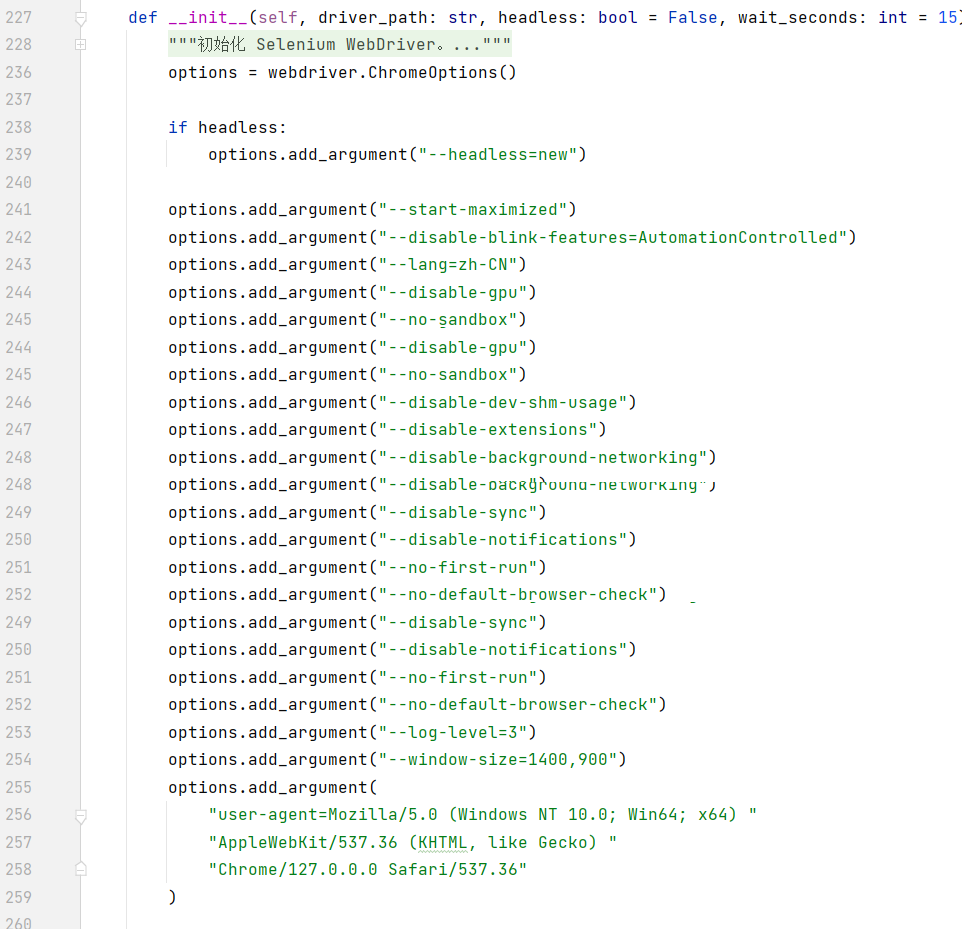 227 def __init__(self, driver_path: str, headless: bool = False, wait_seconds: int = 15)
228 """初始化 Selenium WebDriver。..."""
236 options = webdriver.ChromeOptions()
237
238 if headless:
239 options.add_argument("--headless=new")
240
241 options.add_argument("--start-maximized")
242 options.add_argument("--disable-blink-features=AutomationControlled")
243 options.add_argument("--lang=zh-CN")
244 options.add_argument("--disable-gpu")
245 options.add_argument("--no-sandbox")
244 options.add_argument("--disable-gpu")
245 options.add_argument("--no-sandbox")
246 options.add_argument("--disable-dev-shm-usage")
247 options.add_argument("--disable-extensions")
248 options.add_argument("--disable-background-networking")
248 options.add_argument("--disable-background-networking")
249 options.add_argument("--disable-sync")
250 options.add_argument("--disable-notifications")
251 options.add_argument("--no-first-run")
252 options.add_argument("--no-default-browser-check")
249 options.add_argument("--disable-sync")
250 options.add_argument("--disable-notifications")
251 options.add_argument("--no-first-run")
252 options.add_argument("--no-default-browser-check")
253 options.add_argument("--log-level=3")
254 options.add_argument("--window-size=1400,900")
255 options.add_argument(
256 "user-agent=Mozilla/5.0 (Windows NT 10.0; Win64; x64) "
257 "AppleWebKit/537.36 (KHTML, like Gecko) "
258 "Chrome/127.0.0.0 Safari/537.36"
259 )
260